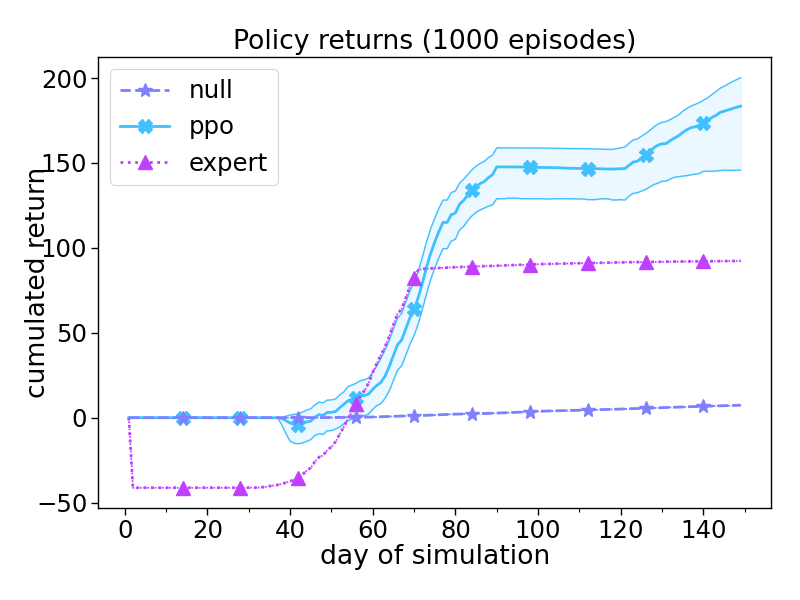 Policy returns (1000 episodes)
null
ppo
expert
200
150
100
50
0
−50
cumulated return
0 20 40 60 80 100 120 140
day of simulation